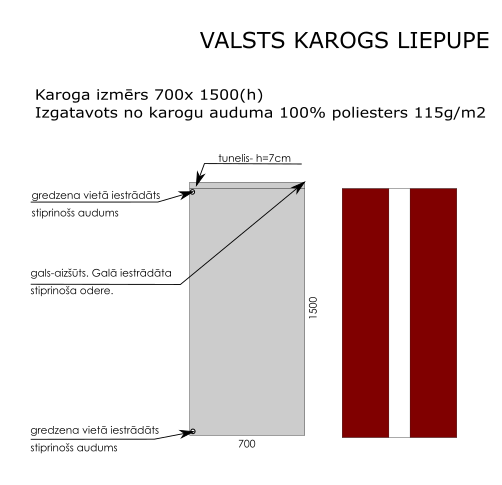 VALSTS KAROGS LIEPUPE
Karoga izmērs 700x 1500(h)
Izgatavots no karogu auduma 100% poliesters 115g/m2
tunelis- h=7cm
gredzena vietā iestrādāts
stiprinošs audums
gals-aizšūts. Galā iestrādāta
stiprinoša odere.
1500
gredzena vietā iestrādāts
stiprinošs audums
700